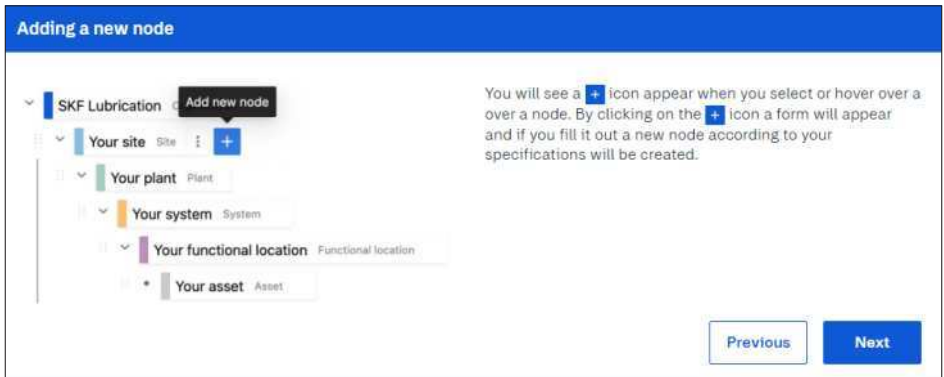 Adding a new node
SKF Lubrication
Add new node
Your site Site
Your plant Plant
Your system System
Your functional location Functional location
Your asset Asset
You will see a + icon appear when you select or hover over a
over a node. By clicking on the + icon a form will appear
and if you fill it out a new node according to your
specifications will be created.
Previous
Next